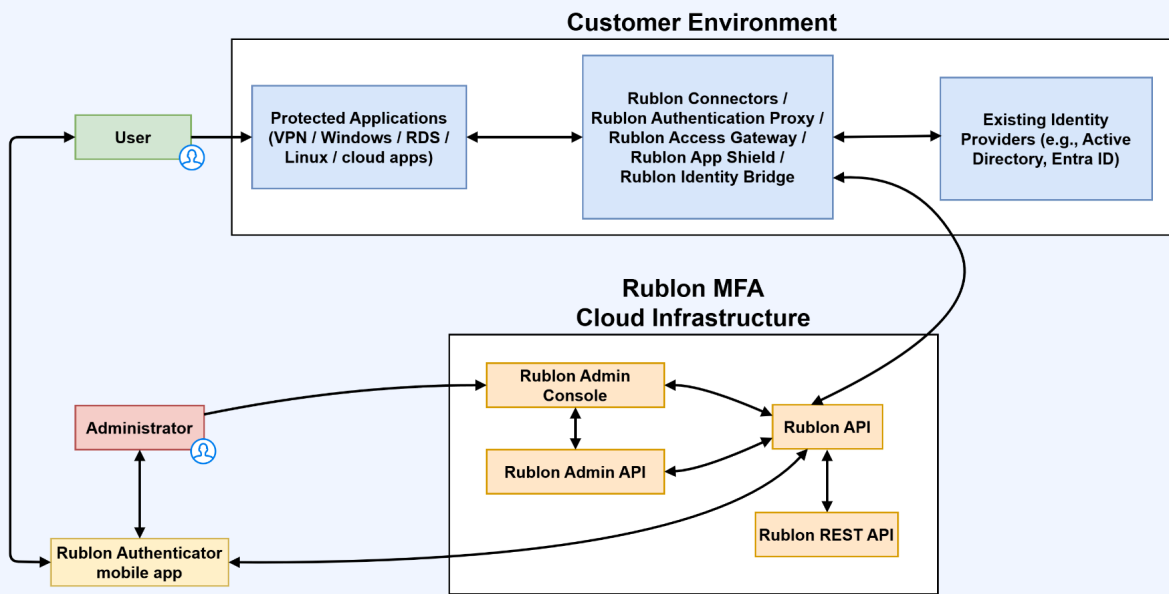 Customer Environment
User
Protected Applications
(VPN / Windows / RDS /
Linux / cloud apps)
Rublon Connectors /
Rublon Authentication Proxy /
Rublon Access Gateway /
Rublon App Shield /
Rublon Identity Bridge
Existing Identity
Providers (e.g., Active
Directory, Entra ID)
Rublon MFA
Cloud Infrastructure
Administrator
Rublon Admin
Console
Rublon API
Rublon Admin API
Rublon REST API
Rublon Authenticator
mobile app